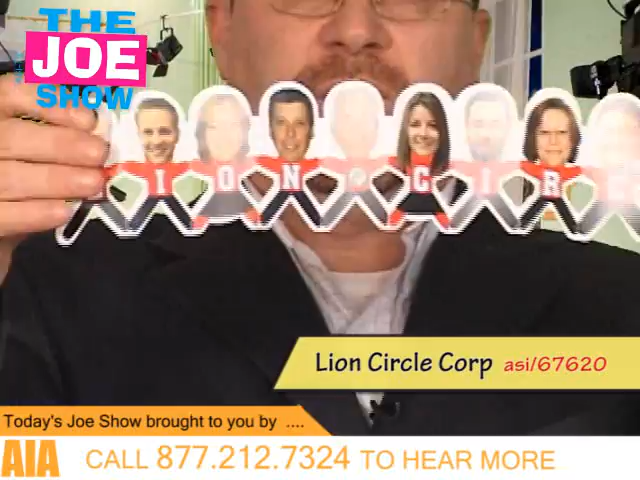 THE
JOE
SHOW
I O N C I R C
Lion Circle Corp asi/67620
Today's Joe Show brought to you by ....
AIA CALL 877.212.7324 TO HEAR MORE